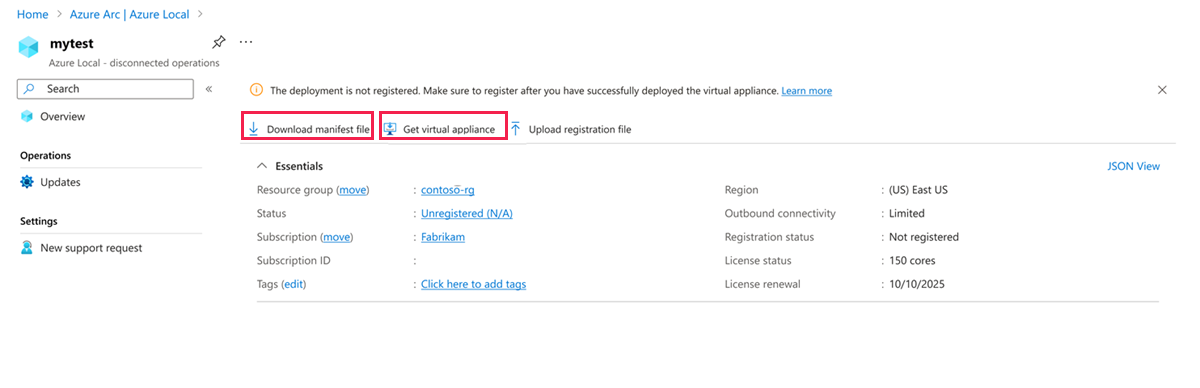 Home > Azure Arc | Azure Local >
mytest
Azure Local - disconnected operations
Search
Overview
Operations
Updates
Settings
New support request
The deployment is not registered. Make sure to register after you have successfully deployed the virtual appliance. Learn more
Download manifest file Get virtual appliance Upload registration file
Essentials JSON View
Resource group (move) : contoso-rg
Status : Unregistered (N/A)
Subscription (move) : Fabrikam
Subscription ID :
Tags (edit) : Click here to add tags
Region : (US) East US
Outbound connectivity : Limited
Registration status : Not registered
License status : 150 cores
License renewal : 10/10/2025